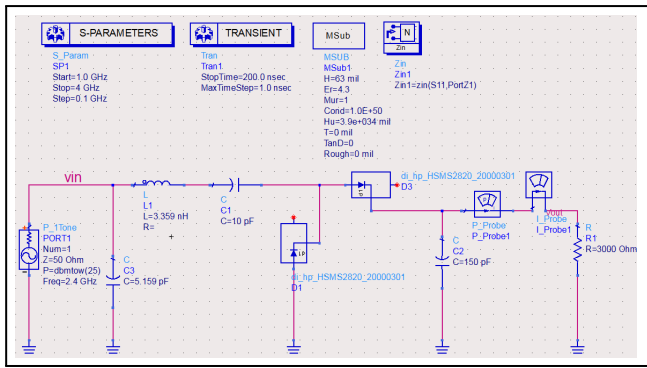 S-PARAMETERS
TRANSIENT
MSub
Zin
S_Param
SP1
Start=1.0 GHz
Stop=4 GHz
Step=0.1 GHz
Tran
Tran1
StopTime=200.0 nsec
MaxTimeStep=1.0 nsec
MSUB
MSub1
H=63 mil
Er=4.3
Mur=1
Cond=1.0E+50
Hu=3.9e+034 mil
T=0 mil
TanD=0
Rough=0 mil
Zin
Zin1
Zin1=zin(S11,PortZ1)
vin
L
L1
L=3.359 nH
R=
C
C1
C=10 pF
di_hp_HSMS2820_20000301
D3
P_1Tone
PORT1
Num=1
Z=50 Ohm
P=dbmtow(25)
Freq=2.4 GHz
C
C3
C=5.159 pF
di_hp_HSMS2820_20000301
D1
C
C2
C=150 pF
P_Probe
P_Probe1
Vout
I_Probe
I_Probe1
R
R1
R=3000 Ohm